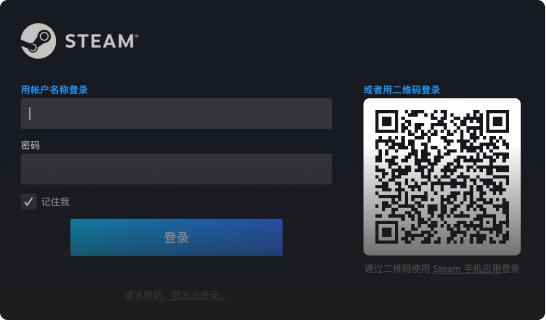 STEAM®
用帐户名称登录
密码
记住我
登录
请求帮助，我无法登录。
或者用二维码登录
通过二维码使用 Steam 手机应用登录